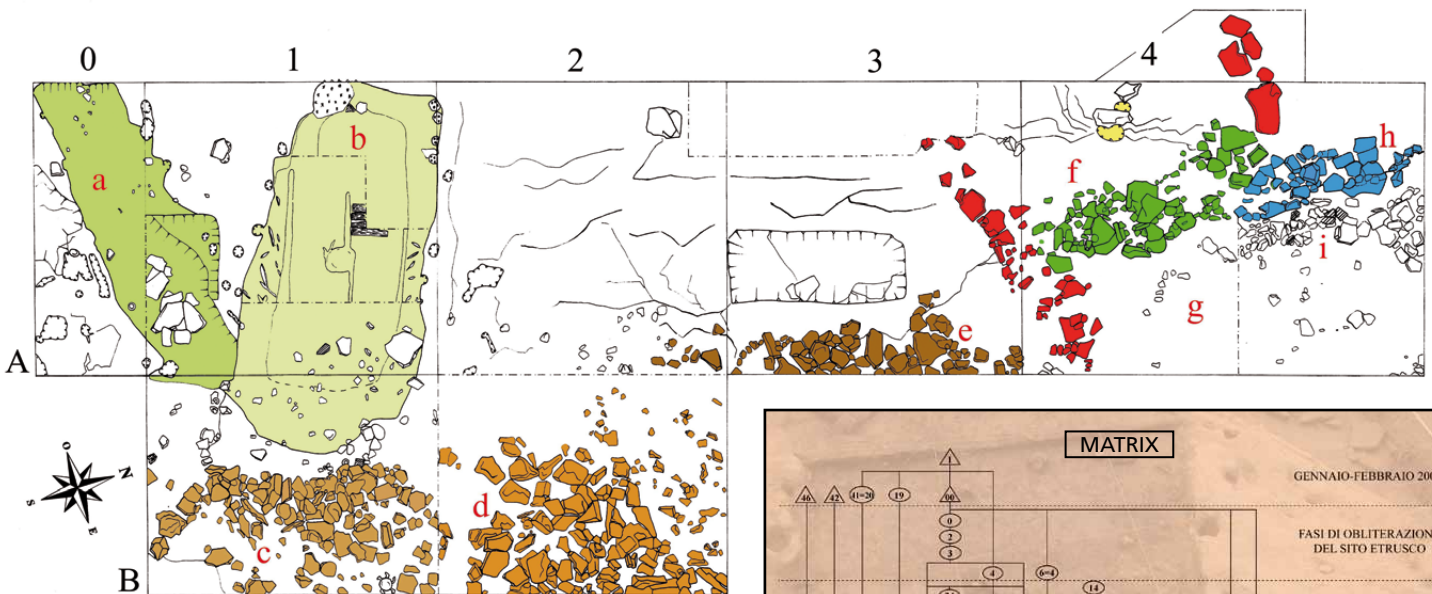 0 1 2 3 4
a
b
f
h
i
g
e
A
d
c
B
O
N
S
E
MATRIX
46 42 41=20 19 00
GENNAIO-FEBBRAIO 200
0
2
3
FASI DI OBLITERAZION
DEL SITO ETRUSCO
4 6=4
14